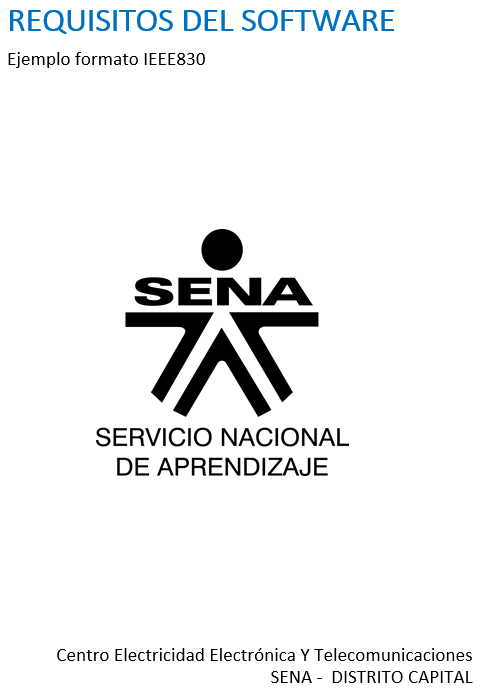 REQUISITOS DEL SOFTWARE
Ejemplo formato IEEE830
SENA
SERVICIO NACIONAL
DE APRENDIZAJE
Centro Electricidad Electrónica Y Telecomunicaciones
SENA - DISTRITO CAPITAL